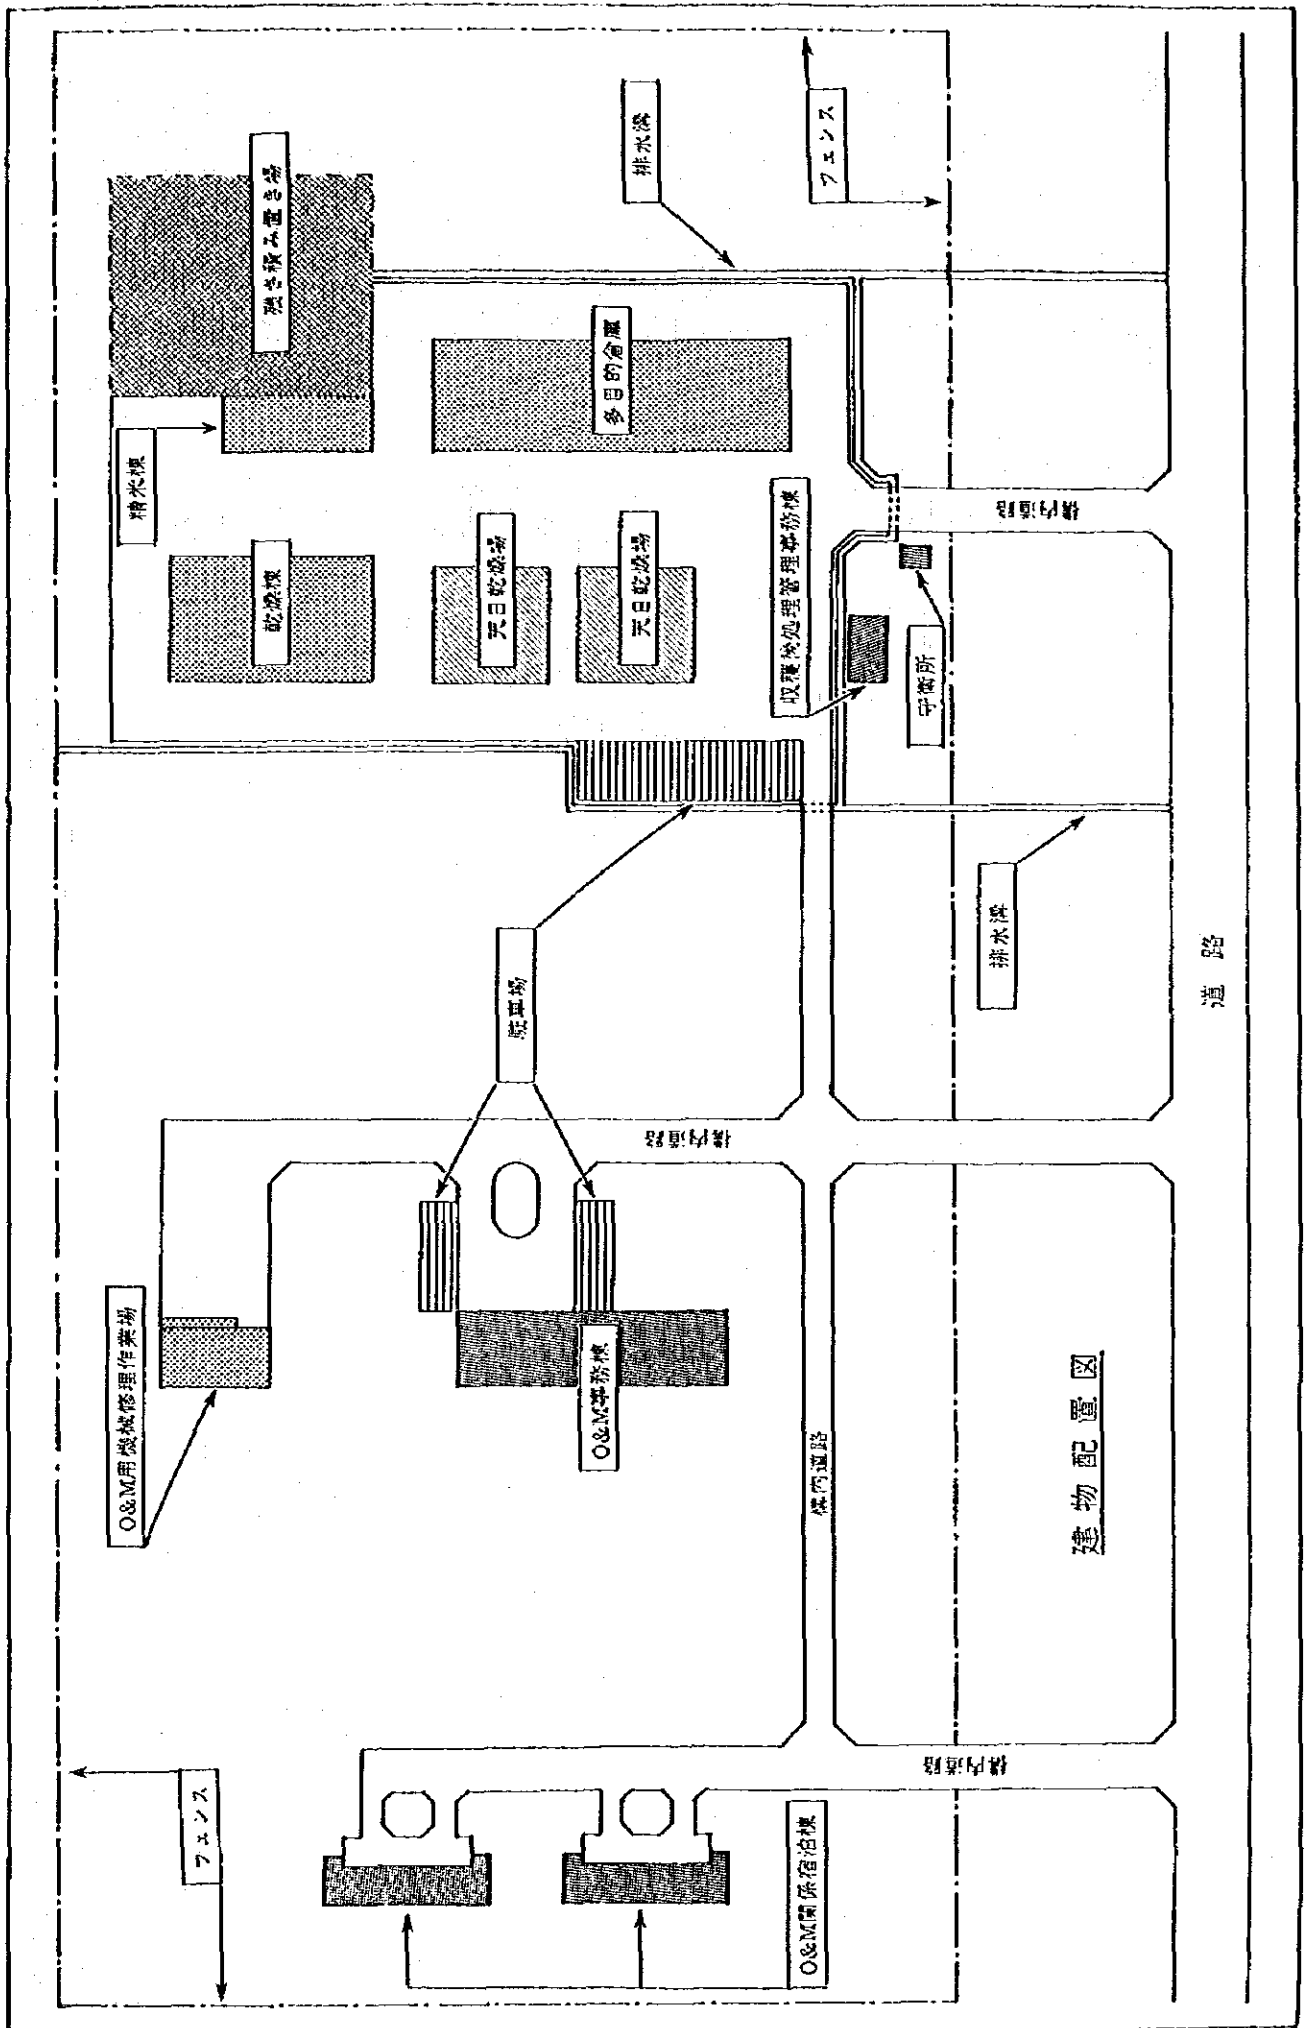 O&M用機械修理作業場
精米棟
フェンス
乾燥棟
積み置き場
天日乾燥場
駐車場
O&M事務棟
天日乾燥場
多目的倉庫
排水溝
構内道路
収穫後処理管理事務棟
O&M関係宿泊棟
構内道路
フェンス
守衛所
構内道路
排水溝
構内道路
建物配置図
道路